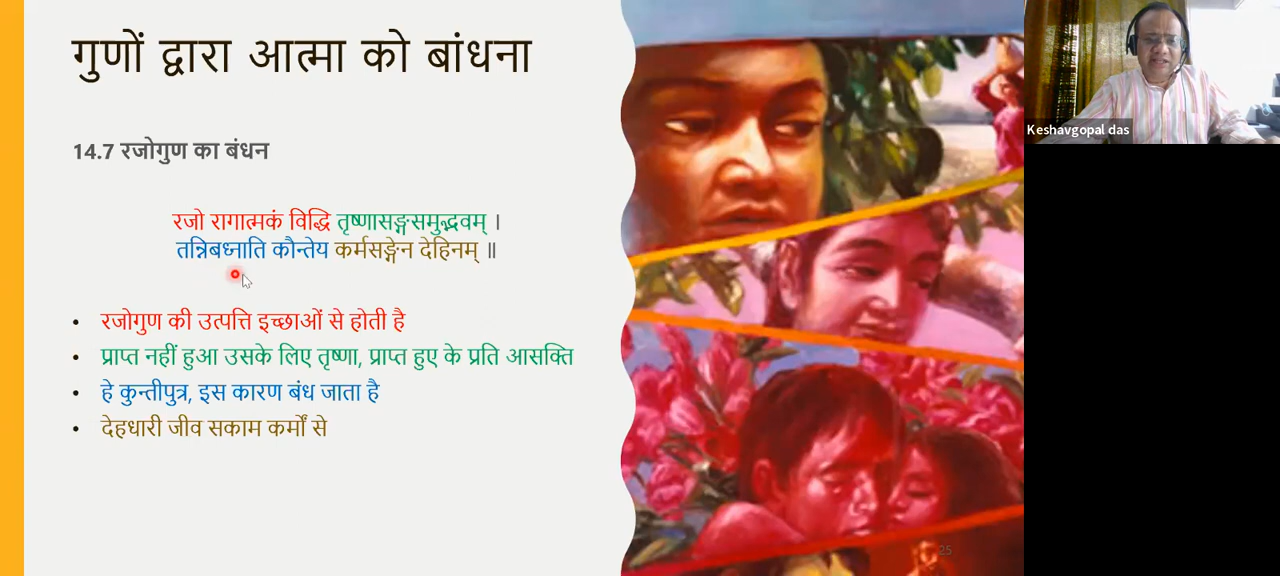 गुणों द्वारा आत्मा को बांधना
14.7 रजोगुण का बंधन
रजो रागात्मकं विद्धि तृष्णासङ्गसमुद्भवम् ।
तन्निबध्नाति कौन्तेय कर्मसङ्गेन देहिनम् ॥
• रजोगुण की उत्पत्ति इच्छाओं से होती है
• प्राप्त नहीं हुआ उसके लिए तृष्णा, प्राप्त हुए के प्रति आसक्ति
• हे कुन्तीपुत्र, इस कारण बंध जाता है
• देहधारी जीव सकाम कर्मों से
25
Keshavgopal das